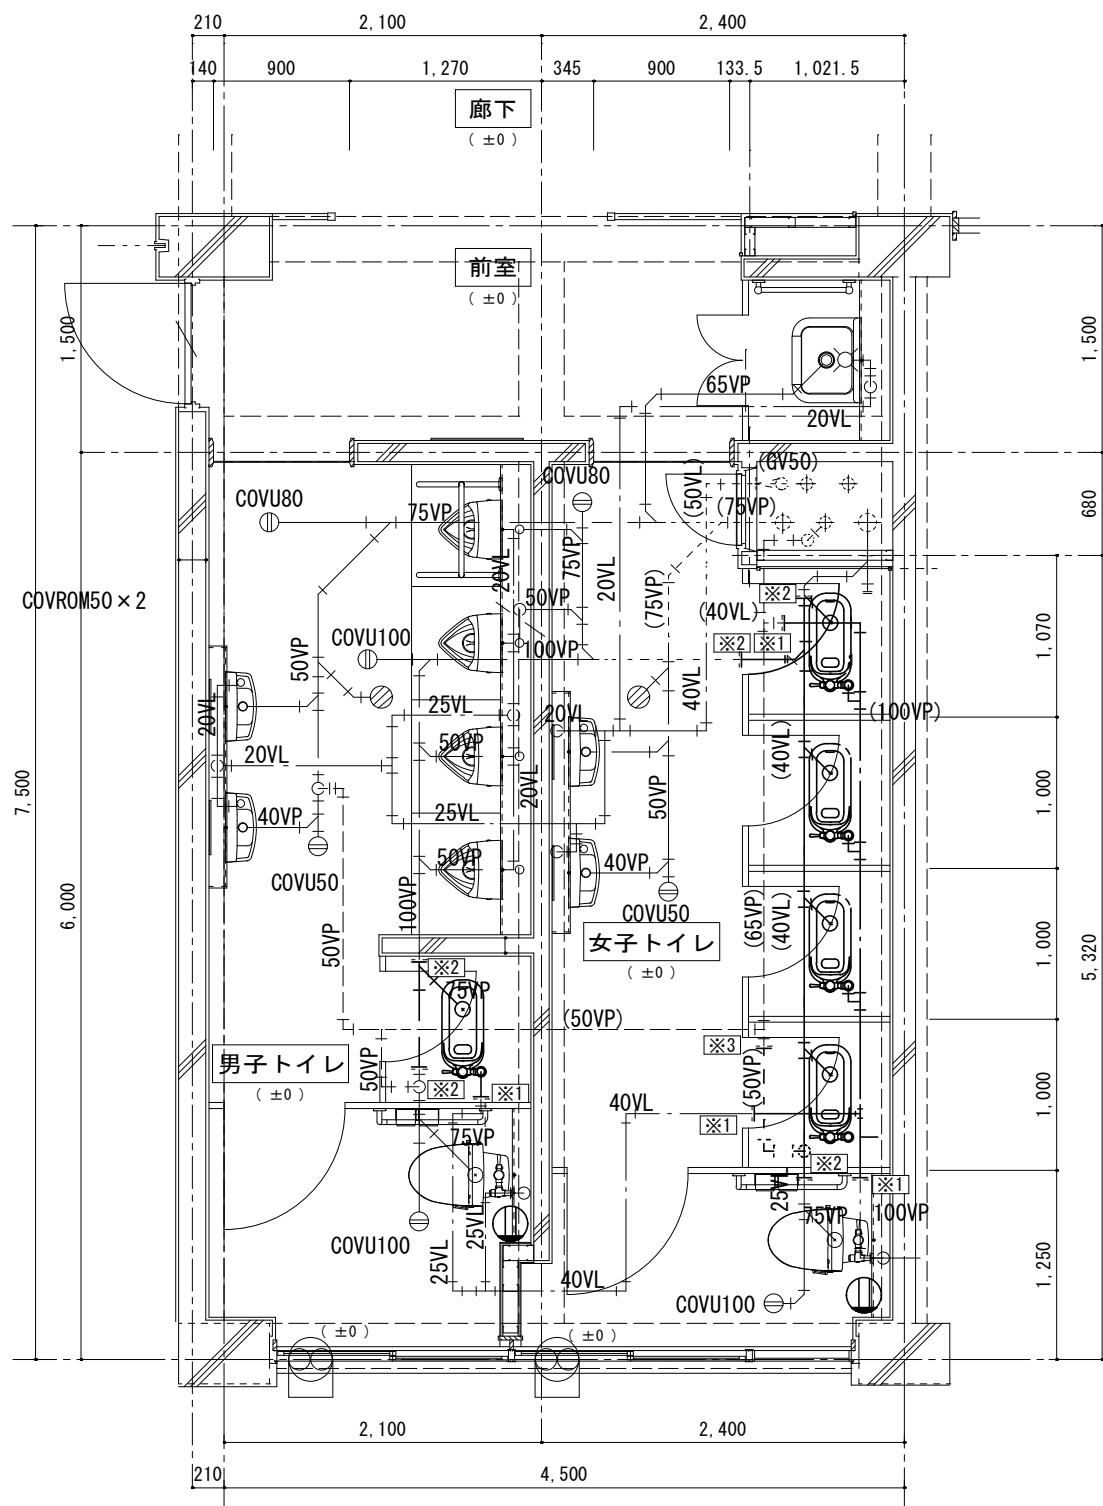 210
2,100
2,400
140
900
1,270
345
900
133.5
1,021.5
廊下
( ±0 )
前室
( ±0 )
1,500
1,500
65VP
20VL
(GV50)
(50VL)
COVU80
COVU80
75VP
(75VP)
680
20VL
75VP
20VL
(75VP)
COVROM50×2
50VP
※2
(40VL)
COVU100
100VP
※2
※1
1,070
50VP
40VL
20VL
25VL
20VL
(100VP)
20VL
50VP
(40VL)
7,500
20VL
50VP
1,000
40VP
25VL
50VP
40VP
COVU50
COVU50
6,000
100VP
(65VP)
(40VL)
50VP
女子トイレ
( ±0 )
1,000
5,320
※2
75VP
(50VP)
※3
男子トイレ
( ±0 )
50VP
(50VP)
※2
※1
40VL
※1
1,000
75VP
※2
25VL
※1
25VL
75VP
100VP
COVU100
25VL
40VL
1,250
COVU100
( ±0 )
( ±0 )
2,100
2,400
210
4,500